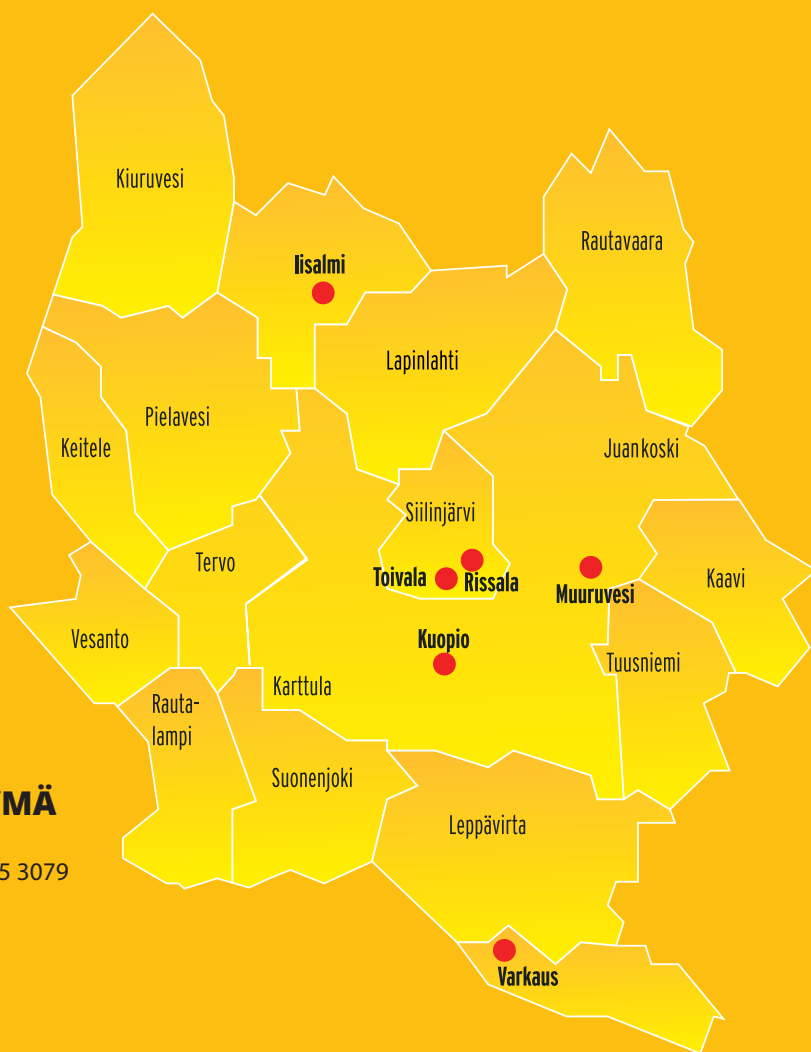 Kiuruvesi
Rautavaara
Iisalmi
Lapinlahti
Pielavesi
Keitele
Juankoski
Siilinjärvi
Tervo
Toivala
Rissala
Muuruvesi
Kaavi
Vesanto
Kuopio
Tuusniemi
Karttula
Rauta-
lampi
Suonenjoki
YMÄ
Leppävirta
5 3079
Varkaus